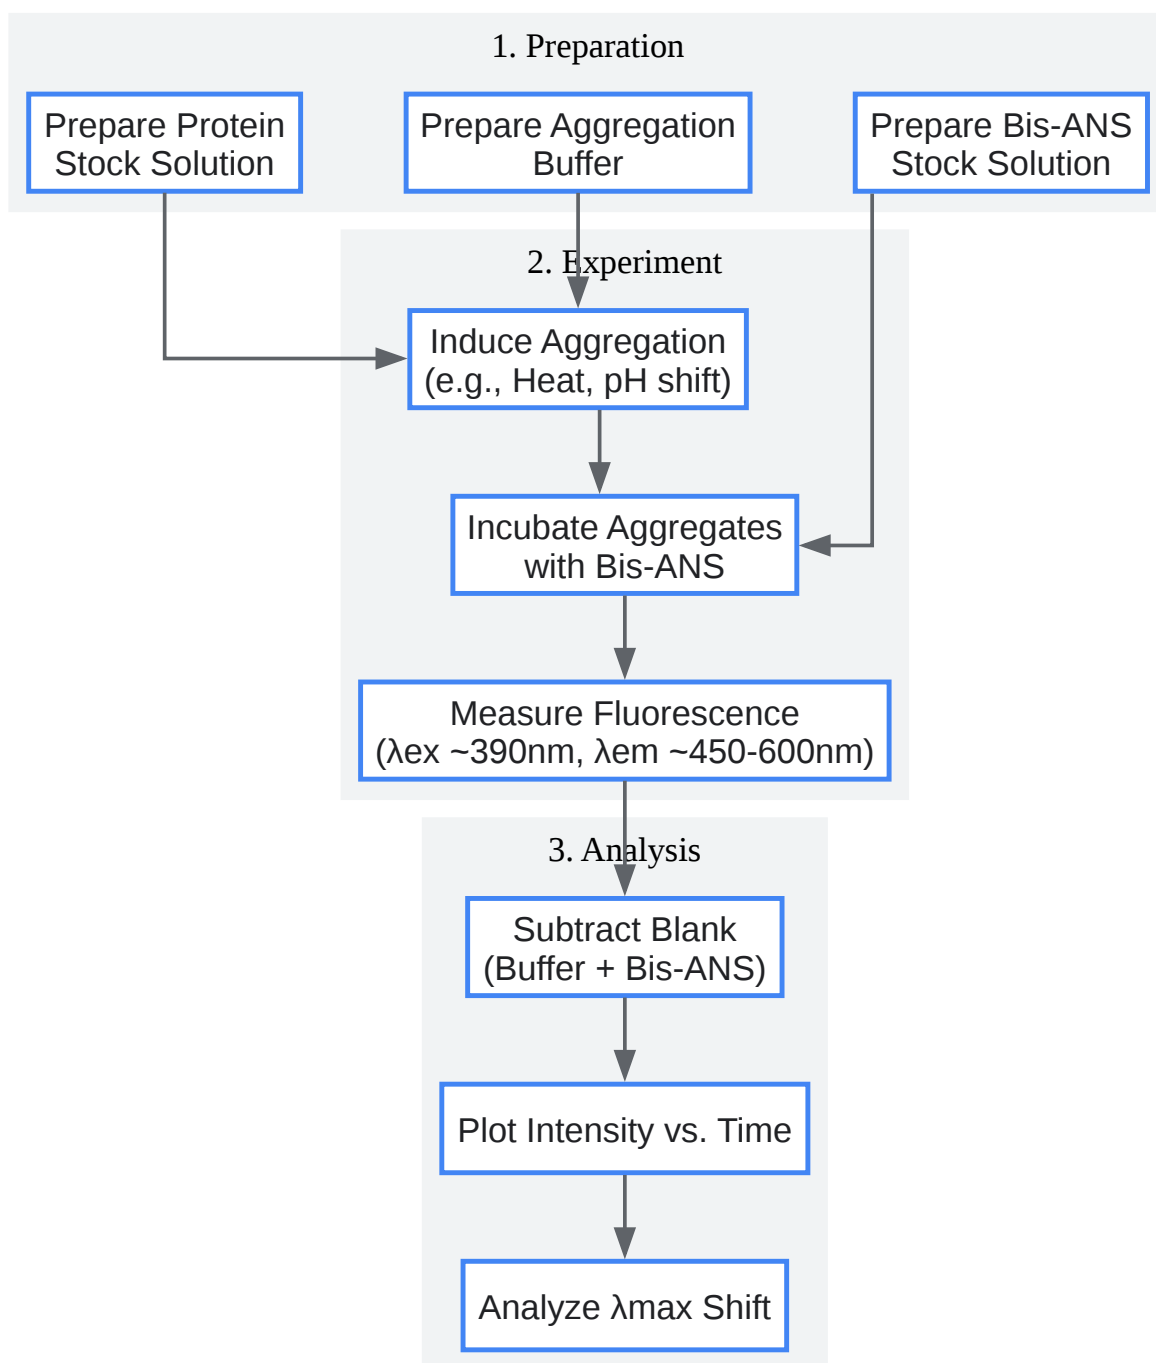 1. Preparation
Prepare Protein
Stock Solution
Prepare Aggregation
Buffer
Prepare Bis-ANS
Stock Solution
2. Experiment
Induce Aggregation
(e.g., Heat, pH shift)
Incubate Aggregates
with Bis-ANS
Measure Fluorescence
(λex ~390nm, λem ~450-600nm)
3. Analysis
Subtract Blank
(Buffer + Bis-ANS)
Plot Intensity vs. Time
Analyze λmax Shift